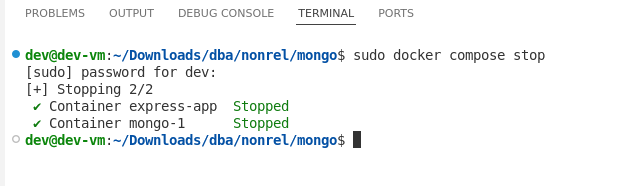 PROBLEMS OUTPUT DEBUG CONSOLE TERMINAL PORTS
dev@dev-vm:~/Downloads/dba/nonrel/mongo$ sudo docker compose stop
[sudo] password for dev:
[+] Stopping 2/2
✔ Container express-app  Stopped
✔ Container mongo-1      Stopped
dev@dev-vm:~/Downloads/dba/nonrel/mongo$